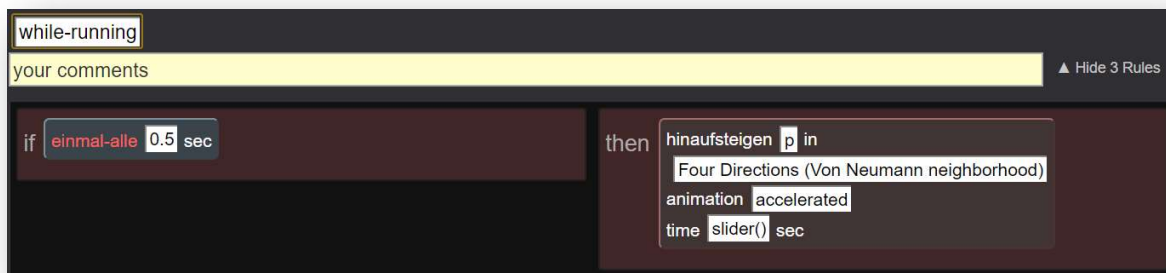 while-running
your comments
▲ Hide 3 Rules
if einmal-alle 0.5 sec
then hinaufsteigen p in
Four Directions (Von Neumann neighborhood)
animation accelerated
time slider() sec